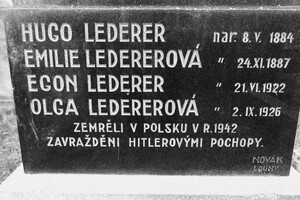 HUGO LEDERER nar. 8. V. 1884
EMILIE LEDEREROVÁ " 24. XI. 1887
EGON LEDERER " 21. VI. 1922
OLGA LEDEREROVÁ " 2. IX. 1926
ZEMŘELI V POLSKU V R. 1942
ZAVRAŽDĚNI HITLEROVÝMI POCHOPY.
NOVÁK
LOUNY